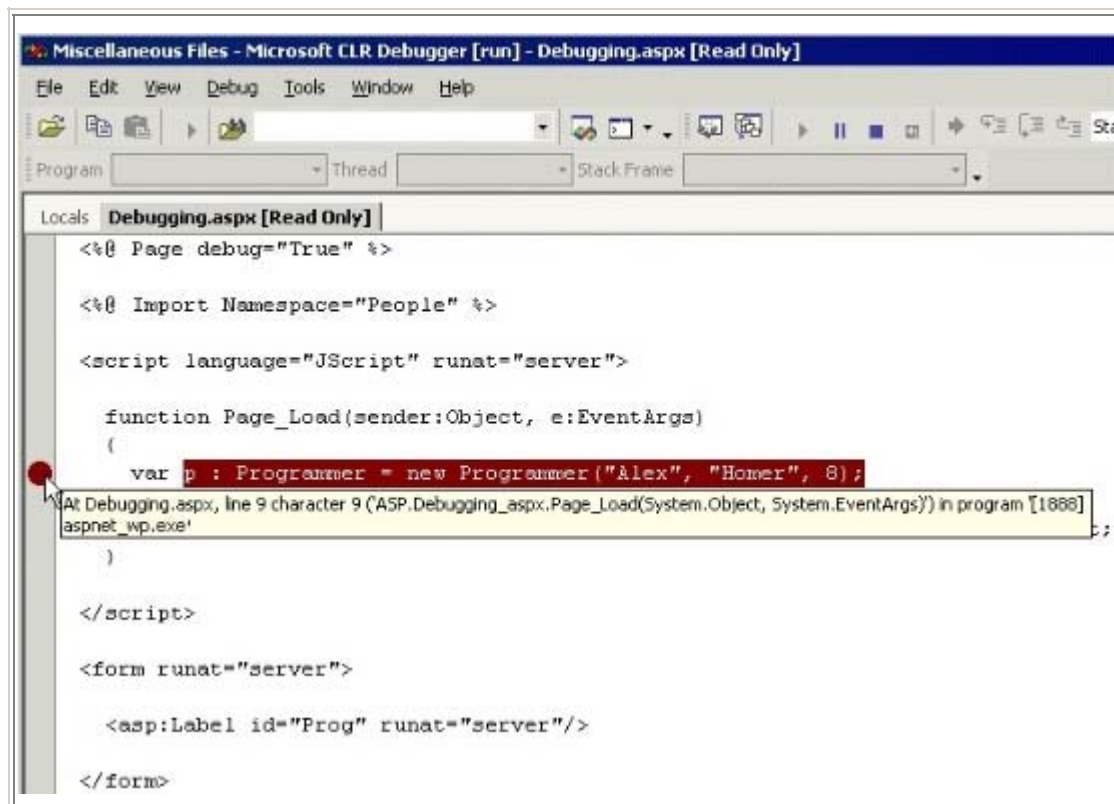 Miscellaneous Files - Microsoft CLR Debugger [run] - Debugging.aspx [Read Only]
File Edit View Debug Tools Window Help
Program Thread Stack Frame
Locals Debugging.aspx [Read Only]
<%@ Page debug="True" %>
<%@ Import Namespace="People" %>
<script language="JScript" runat="server">
function Page_Load(sender:Object, e:EventArgs)
{
var p : Programmer = new Programmer("Alex", "Homer", 8);
At Debugging.aspx, line 9 character 9 ('ASP.Debugging_aspx.Page_Load(System.Object, System.EventArgs)') in program '[1888]
aspnet_wp.exe'
}
</script>
<form runat="server">
<asp:Label id="Prog" runat="server"/>
</form>